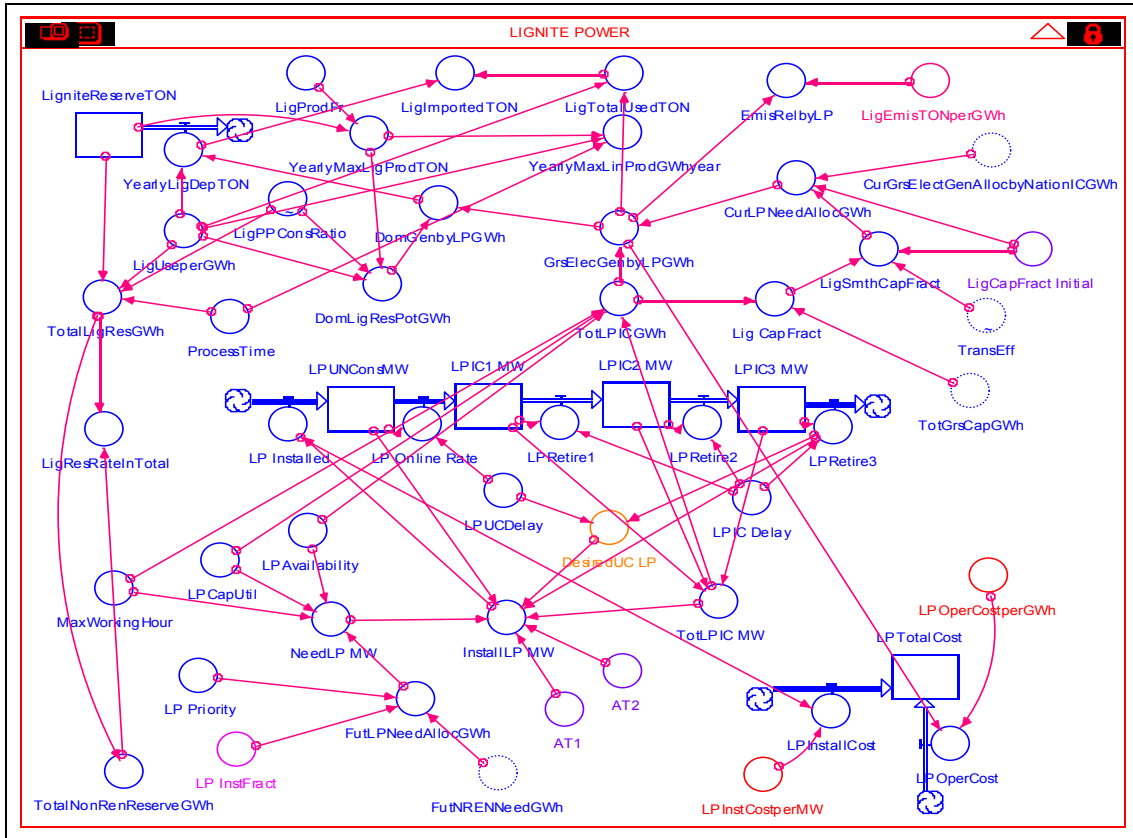 LIGNITE POWER
LigniteReserveTON
LigProdFr
LigImportedTON
LigTotalUsedTON
EmisRelbyLP
LigEmisTONperGWh
YearlyMaxLigProdTON
YearlyMaxLinProdGWhyear
YearlyLigDepTON
CurGrsElectGenAllocbyNationICGWh
LigPPConsRatio
~
DomGenbyLPGWh
CurLPNeedAllocGWh
LigUseperGWh
GrsElecGenbyLPGWh
LigSmthCapFract
LigCapFract Initial
DomLigResPotGWh
TotalLigResGWh
ProcessTime
TotLPICGWh
Lig CapFract
~
TransEff
LPUNConsMW
LPIC1 MW
LPIC2 MW
LPIC3 MW
TotGrsCapGWh
LP Installed
LP Online Rate
LPRetire1
LPRetire2
LPRetire3
LigResRateInTotal
LPUCDelay
LPIC Delay
LPAvailability
DesiredUC LP
LPCapUtil
MaxWorkingHour
LPOperCostperGWh
NeedLP MW
InstallLP MW
TotLPIC MW
LPTotalCost
LP Priority
AT2
FutLPNeedAllocGWh
AT1
LPInstallCost
LP InstFract
LPOperCost
TotalNonRenReserveGWh
FutNRENNeedGWh
LPInstCostperMW